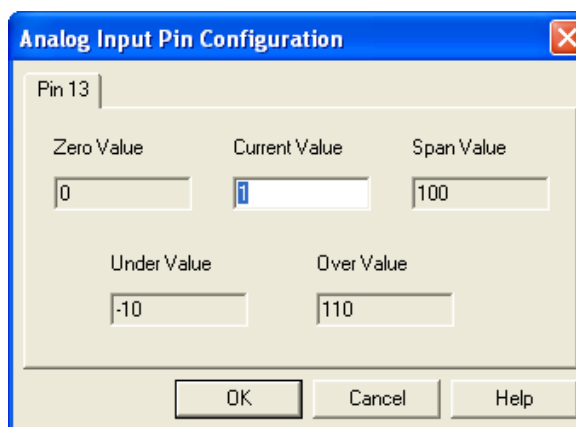 Analog Input Pin Configuration
Pin 13
Zero Value Current Value Span Value
0 1 100
Under Value Over Value
-10 110
OK Cancel Help